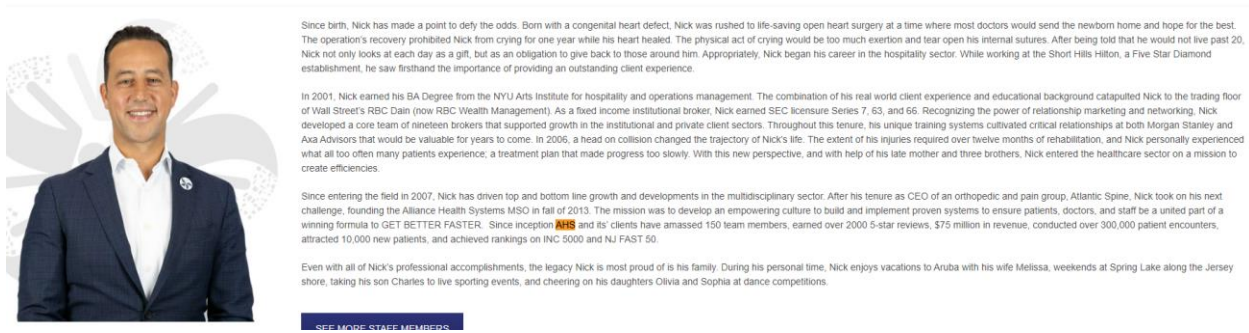 Since birth, Nick has made a point to defy the odds. Born with a congenital heart defect, Nick was rushed to life-saving open heart surgery at a time where most doctors would send the newborn home and hope for the best.
The operation's recovery prohibited Nick from crying for one year while his heart healed. The physical act of crying would be too much exertion and tear open his internal sutures. After being told that he would not live past 20,
Nick not only looks at each day as a gift, but as an obligation to give back to those around him. Appropriately, Nick began his career in the hospitality sector. While working at the Short Hills Hilton, a Five Star Diamond
establishment, he saw firsthand the importance of providing an outstanding client experience.
In 2001, Nick earned his BA Degree from the NYU Arts Institute for hospitality and operations management. The combination of his real world client experience and educational background catapulted Nick to the trading floor
of Wall Street's RBC Dain (now RBC Wealth Management). As a fixed income institutional broker, Nick earned SEC licensure Series 7, 63, and 66. Recognizing the power of relationship marketing and networking, Nick
developed a core team of nineteen brokers that supported growth in the institutional and private client sectors. Throughout this tenure, his unique training systems cultivated critical relationships at both Morgan Stanley and
Axa Advisors that would be valuable for years to come. In 2006, a head on collision changed the trajectory of Nick's life. The extent of his injuries required over twelve months of rehabilitation, and Nick personally experienced
what all too often many patients experience; a treatment plan that made progress too slowly. With this new perspective, and with help of his late mother and three brothers, Nick entered the healthcare sector on a mission to
create efficiencies.
Since entering the field in 2007, Nick has driven top and bottom line growth and developments in the multidisciplinary sector. After his tenure as CEO of an orthopedic and pain group, Atlantic Spine, Nick took on his next
challenge, founding the Alliance Health Systems MSO in fall of 2013. The mission was to develop an empowering culture to build and implement proven systems to ensure patients, doctors, and staff be a united part of a
winning formula to GET BETTER FASTER. Since inception AHS and its' clients have amassed 150 team members, earned over 2000 5-star reviews, $75 million in revenue, conducted over 300,000 patient encounters,
attracted 10,000 new patients, and achieved rankings on INC 5000 and NJ FAST 50.
Even with all of Nick's professional accomplishments, the legacy Nick is most proud of is his family. During his personal time, Nick enjoys vacations to Aruba with his wife Melissa, weekends at Spring Lake along the Jersey
shore, taking his son Charles to live sporting events, and cheering on his daughters Olivia and Sophia at dance competitions.
SEE MORE STAFF MEMBERS